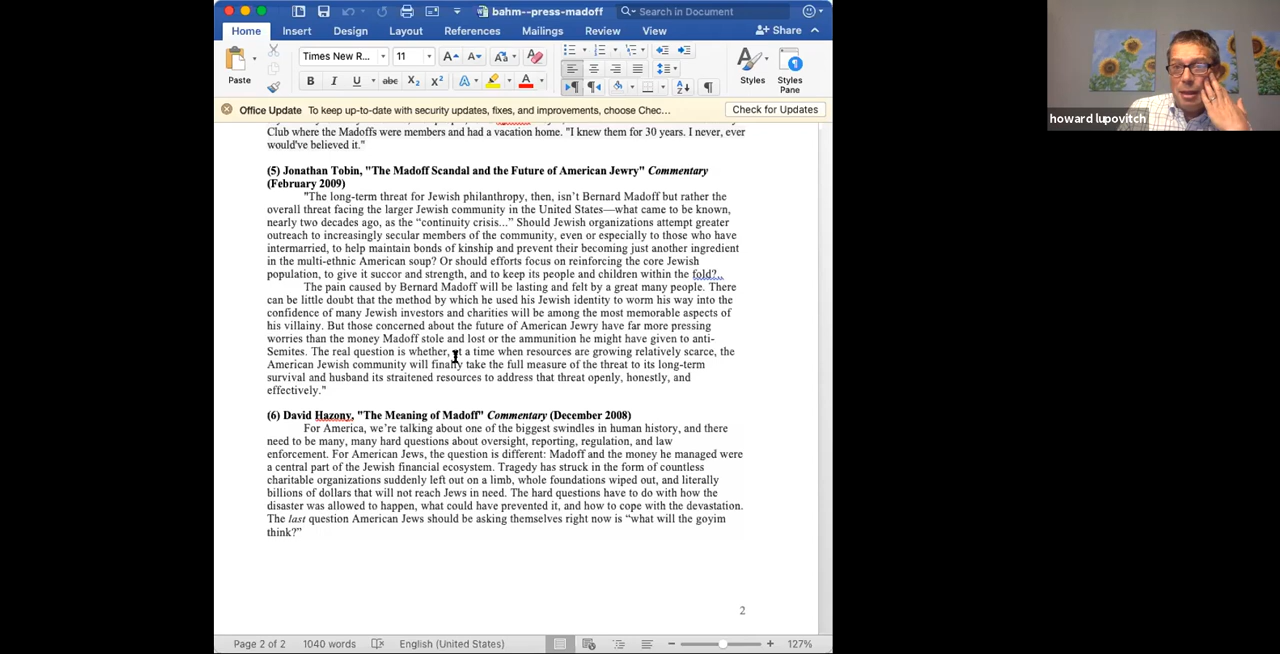 bahm--press-madoff
Search in Document
Home Insert Design Layout References Mailings Review View Share
Times New R... 11
Paste
Styles Styles Pane
Office Update To keep up-to-date with security updates, fixes, and improvements, choose Chec... Check for Updates
Club where the Madoffs were members and had a vacation home. "I knew them for 30 years. I never, ever
would've believed it."
(5) Jonathan Tobin, "The Madoff Scandal and the Future of American Jewry" Commentary
(February 2009)
"The long-term threat for Jewish philanthropy, then, isn't Bernard Madoff but rather the
overall threat facing the larger Jewish community in the United States—what came to be known,
nearly two decades ago, as the “continuity crisis...” Should Jewish organizations attempt greater
outreach to increasingly secular members of the community, even or especially to those who have
intermarried, to help maintain bonds of kinship and prevent their becoming just another ingredient
in the multi-ethnic American soup? Or should efforts focus on reinforcing the core Jewish
population, to give it succor and strength, and to keep its people and children within the fold?..
The pain caused by Bernard Madoff will be lasting and felt by a great many people. There
can be little doubt that the method by which he used his Jewish identity to worm his way into the
confidence of many Jewish investors and charities will be among the most memorable aspects of
his villainy. But those concerned about the future of American Jewry have far more pressing
worries than the money Madoff stole and lost or the ammunition he might have given to anti-
Semites. The real question is whether, at a time when resources are growing relatively scarce, the
American Jewish community will finally take the full measure of the threat to its long-term
survival and husband its straitened resources to address that threat openly, honestly, and
effectively."
(6) David Hazony, "The Meaning of Madoff" Commentary (December 2008)
For America, we're talking about one of the biggest swindles in human history, and there
need to be many, many hard questions about oversight, reporting, regulation, and law
enforcement. For American Jews, the question is different: Madoff and the money he managed were
a central part of the Jewish financial ecosystem. Tragedy has struck in the form of countless
charitable organizations suddenly left out on a limb, whole foundations wiped out, and literally
billions of dollars that will not reach Jews in need. The hard questions have to do with how the
disaster was allowed to happen, what could have prevented it, and how to cope with the devastation.
The last question American Jews should be asking themselves right now is “what will the goyim
think?”
2
Page 2 of 2 1040 words English (United States) 127%
howard lupovitch